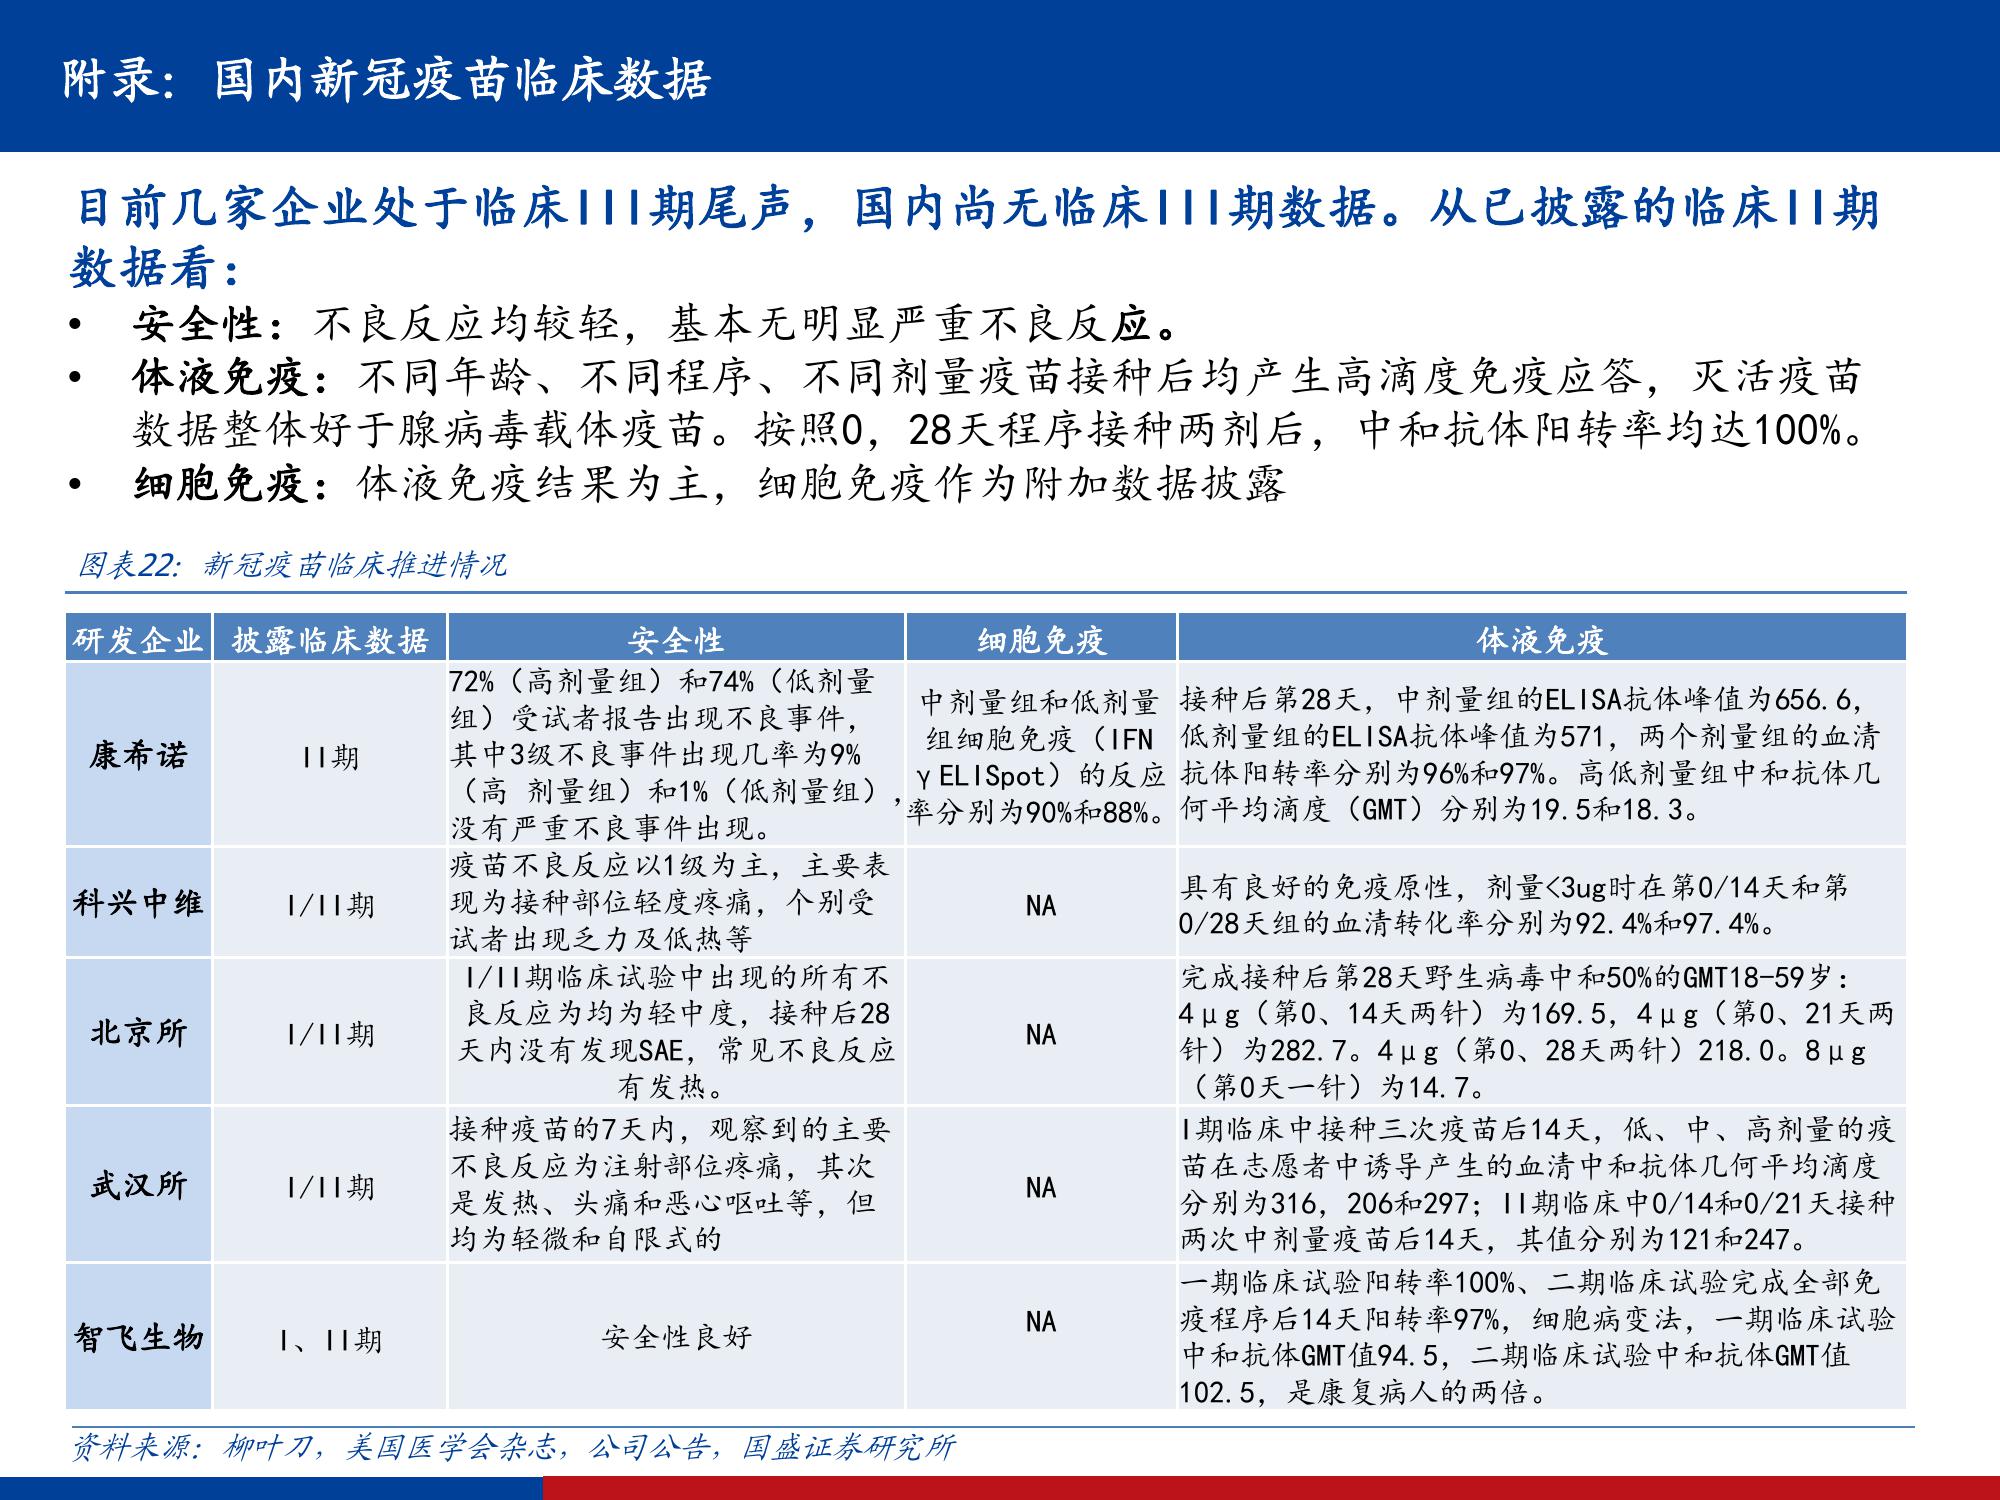 附录：国内新冠疫苗临床数据
目前几家企业处于临床III期尾声，国内尚无临床III期数据。从已披露的临床II期
数据看：
• 安全性：不良反应均较轻，基本无明显严重不良反应。
• 体液免疫：不同年龄、不同程序、不同剂量疫苗接种后均产生高滴度免疫应答，灭活疫苗
数据整体好于腺病毒载体疫苗。按照0，28天程序接种两剂后，中和抗体阳转率均达100%。
• 细胞免疫：体液免疫结果为主，细胞免疫作为附加数据披露
图表22：新冠疫苗临床推进情况
研发企业 披露临床数据 安全性 细胞免疫 体液免疫
康希诺
II期
72%（高剂量组）和74%（低剂量
组）受试者报告出现不良事件，
其中3级不良事件出现几率为9%
（高 剂量组）和1%（低剂量组），
没有严重不良事件出现。
中剂量组和低剂量
组细胞免疫（IFN
γELISpot）的反应
率分别为90%和88%。
接种后第28天，中剂量组的ELISA抗体峰值为656.6，
低剂量组的ELISA抗体峰值为571，两个剂量组的血清
抗体阳转率分别为96%和97%。高低剂量组中和抗体几
何平均滴度（GMT）分别为19.5和18.3。
科兴中维
I/II期
疫苗不良反应以1级为主，主要表
现为接种部位轻度疼痛，个别受
试者出现乏力及低热等
NA
具有良好的免疫原性，剂量<3ug时在第0/14天和第
0/28天组的血清转化率分别为92.4%和97.4%。
北京所
I/II期
I/II期临床试验中出现的所有不
良反应为均为轻中度，接种后28
天内没有发现SAE，常见不良反应
有发热。
NA
完成接种后第28天野生病毒中和50%的GMT18-59岁：
4μg（第0、14天两针）为169.5，4μg（第0、21天两
针）为282.7。4μg（第0、28天两针）218.0。8μg
（第0天一针）为14.7。
武汉所
I/II期
接种疫苗的7天内，观察到的主要
不良反应为注射部位疼痛，其次
是发热、头痛和恶心呕吐等，但
均为轻微和自限式的
NA
I期临床中接种三次疫苗后14天，低、中、高剂量的疫
苗在志愿者中诱导产生的血清中和抗体几何平均滴度
分别为316，206和297；II期临床中0/14和0/21天接种
两次中剂量疫苗后14天，其值分别为121和247。
智飞生物
I、II期
安全性良好
NA
一期临床试验阳转率100%、二期临床试验完成全部免
疫程序后14天阳转率97%，细胞病变法，一期临床试验
中和抗体GMT值94.5，二期临床试验中和抗体GMT值
102.5，是康复病人的两倍。
资料来源：柳叶刀，美国医学会杂志，公司公告，国盛证券研究所